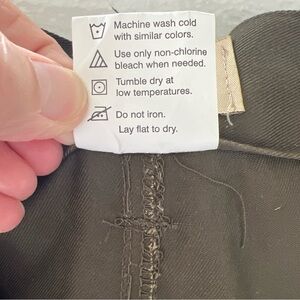 Machine wash cold
with similar colors.
Use only non-chlorine
bleach when needed.
Tumble dry at
low temperatures.
Do not iron.
Lay flat to dry.